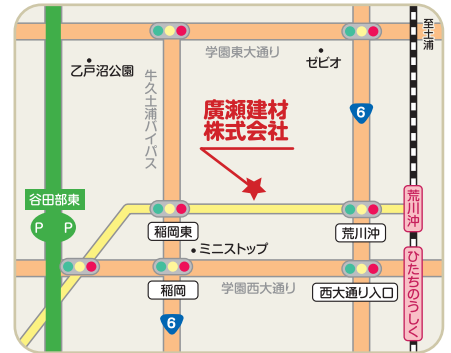 至土浦
学園東大通り
ゼビオ
乙戸沼公園
牛久土浦バイパス
6
廣瀬建材
株式会社
谷田部東
P P
荒川沖
稲岡東
荒川沖
ミニストップ
ひたちのうしく
稲岡
学園西大通り
西大通り入口
6